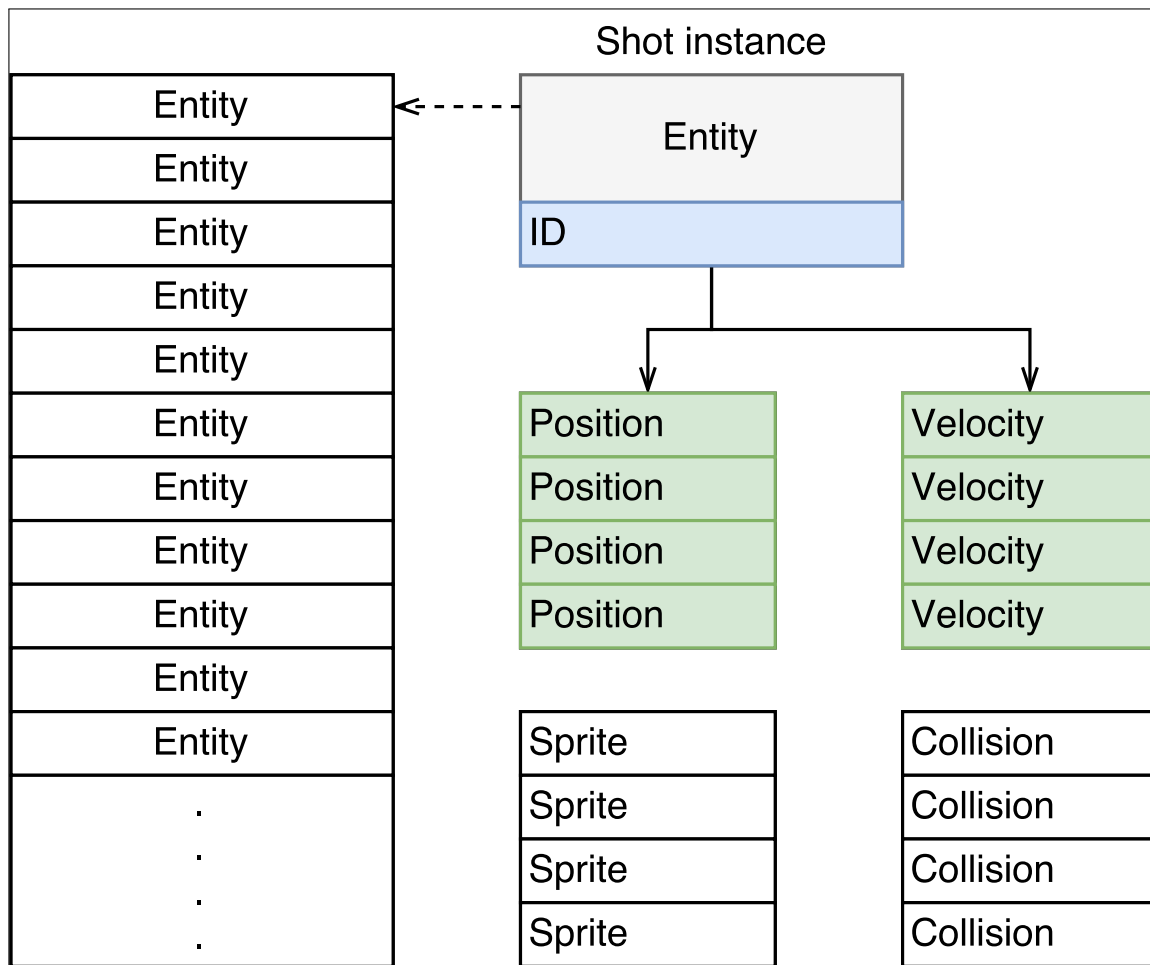 Shot instance
Entity
Entity
Entity
Entity
Entity
Entity
Entity
Entity
Entity
Entity
Entity
.
.
.
.
Entity
ID
Position
Position
Position
Position
Velocity
Velocity
Velocity
Velocity
Sprite
Sprite
Sprite
Sprite
Collision
Collision
Collision
Collision